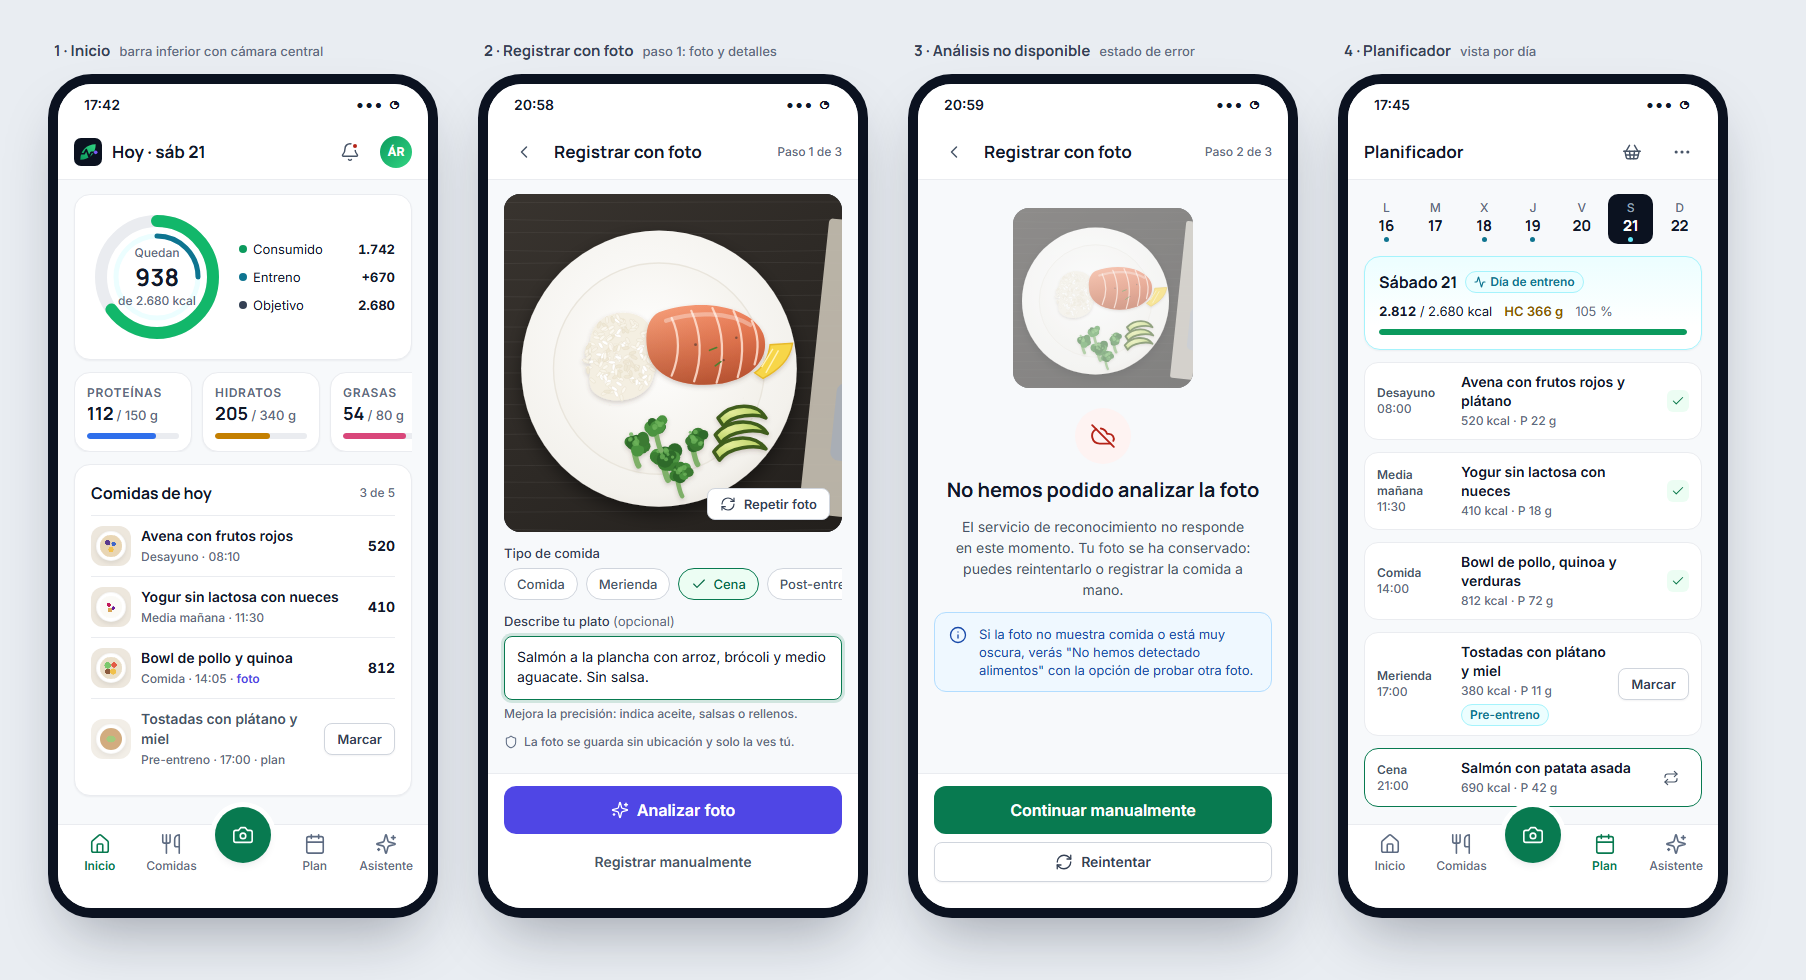 1 · Inicio barra inferior con cámara central
17:42
Hoy · sáb 21
ÁR
Quedan
938
de 2.680 kcal
Consumido 1.742
Entreno +670
Objetivo 2.680
PROTEÍNAS
112 / 150 g
HIDRATOS
205 / 340 g
GRASAS
54 / 80 g
Comidas de hoy 3 de 5
Avena con frutos rojos
Desayuno · 08:10
520
Yogur sin lactosa con nueces
Media mañana · 11:30
410
Bowl de pollo y quinoa
Comida · 14:05 · foto
812
Tostadas con plátano y
miel
Pre-entreno · 17:00 · plan
Marcar
Inicio
Comidas
Plan
Asistente
2 · Registrar con foto paso 1: foto y detalles
20:58
Registrar con foto
Paso 1 de 3
Repetir foto
Tipo de comida
Comida
Merienda
Cena
Post-entre
Describe tu plato (opcional)
Salmón a la plancha con arroz, brócoli y medio
aguacate. Sin salsa.
Mejora la precisión: indica aceite, salsas o rellenos.
La foto se guarda sin ubicación y solo la ves tú.
Analizar foto
Registrar manualmente
3 · Análisis no disponible estado de error
20:59
Registrar con foto
Paso 2 de 3
No hemos podido analizar la foto
El servicio de reconocimiento no responde
en este momento. Tu foto se ha conservado:
puedes reintentarlo o registrar la comida a
mano.
Si la foto no muestra comida o está muy
oscura, verás "No hemos detectado
alimentos" con la opción de probar otra foto.
Continuar manualmente
Reintentar
4 · Planificador vista por día
17:45
Planificador
L M X J V S D
16 17 18 19 20 21 22
Sábado 21
Día de entreno
2.812 / 2.680 kcal HC 366 g 105 %
Desayuno
08:00
Avena con frutos rojos y
plátano
520 kcal · P 22 g
Media
mañana
11:30
Yogur sin lactosa con
nueces
410 kcal · P 18 g
Comida
14:00
Bowl de pollo, quinoa y
verduras
812 kcal · P 72 g
Merienda
17:00
Tostadas con plátano
y miel
380 kcal · P 11 g
Pre-entreno
Marcar
Cena
21:00
Salmón con patata asada
690 kcal · P 42 g
Inicio
Comidas
Plan
Asistente